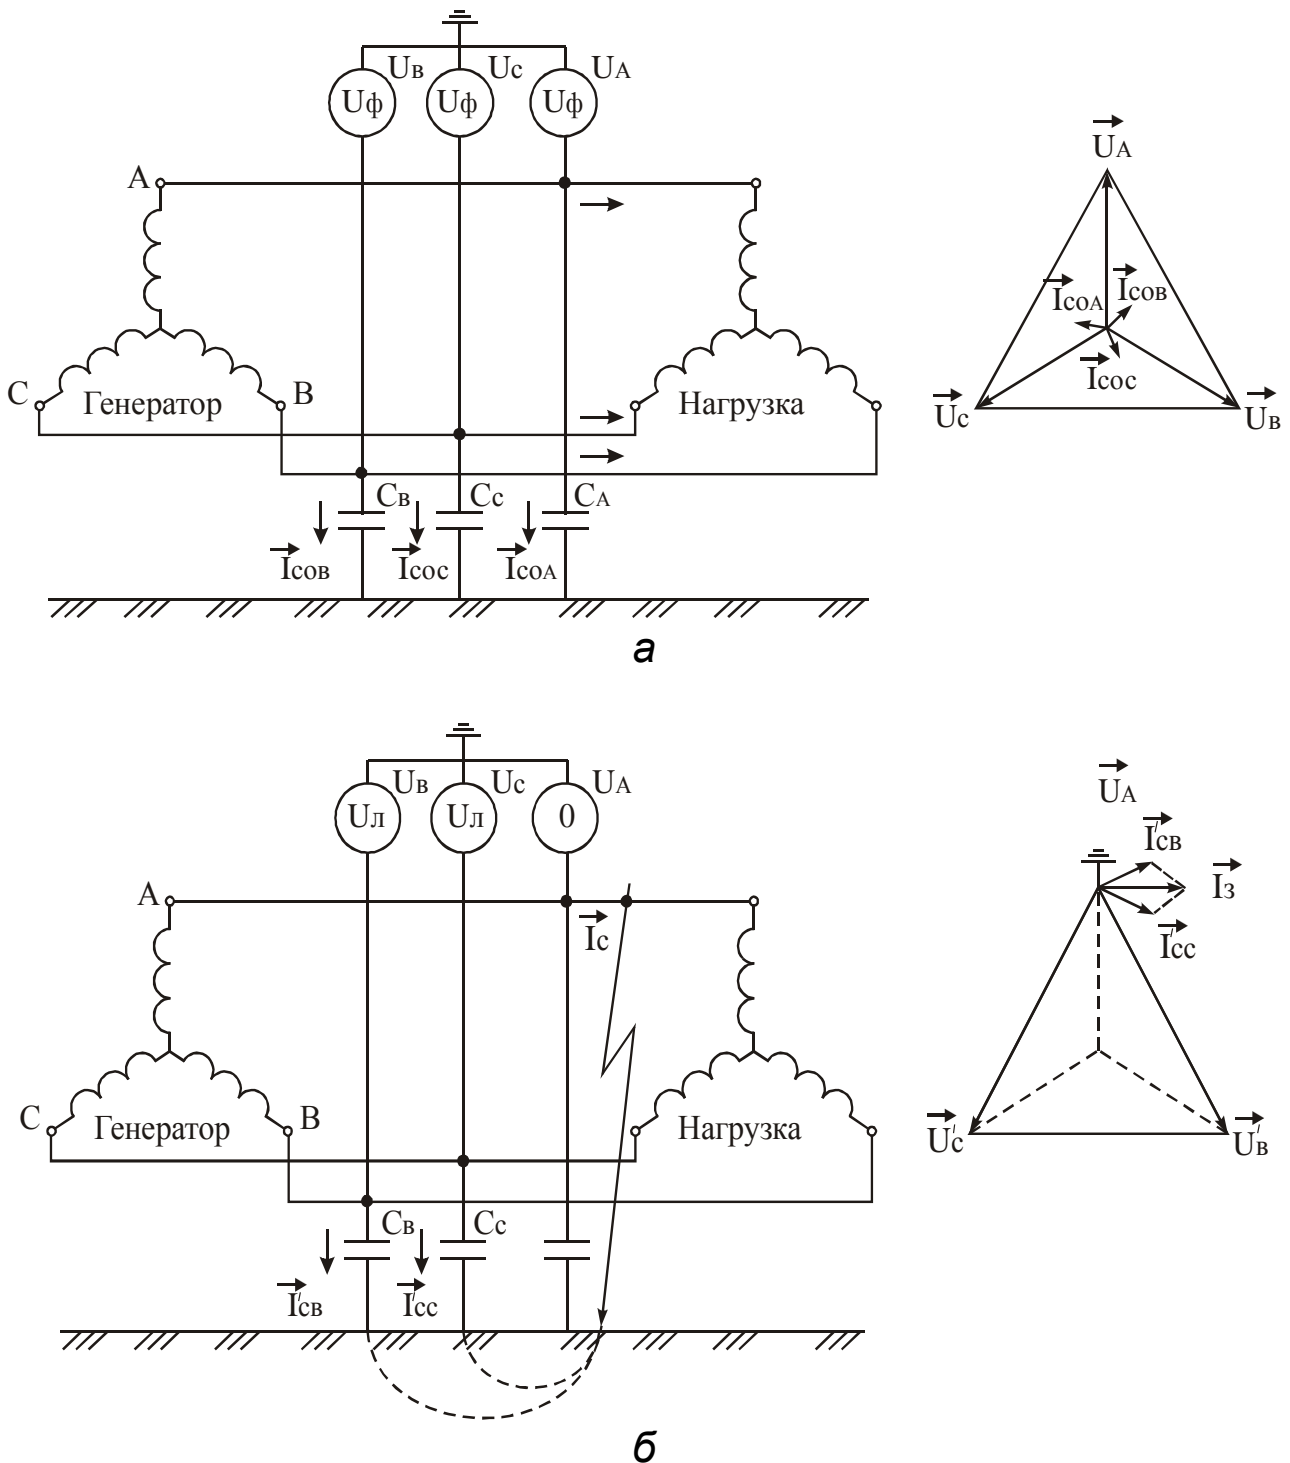 Uв Uс UА
Uф Uф Uф
А
UА
IсоА Iсов
Iсос
С Генератор В
Нагрузка
Uс Uв
Св Сс СА
Iсов Iсос IсоА
а
Uв Uс UА
Uл Uл 0
UА
I'св
Iз
I'сс
А
Iс
С Генератор В
Нагрузка
U'с U'в
Св Сс
I'св I'сс
б